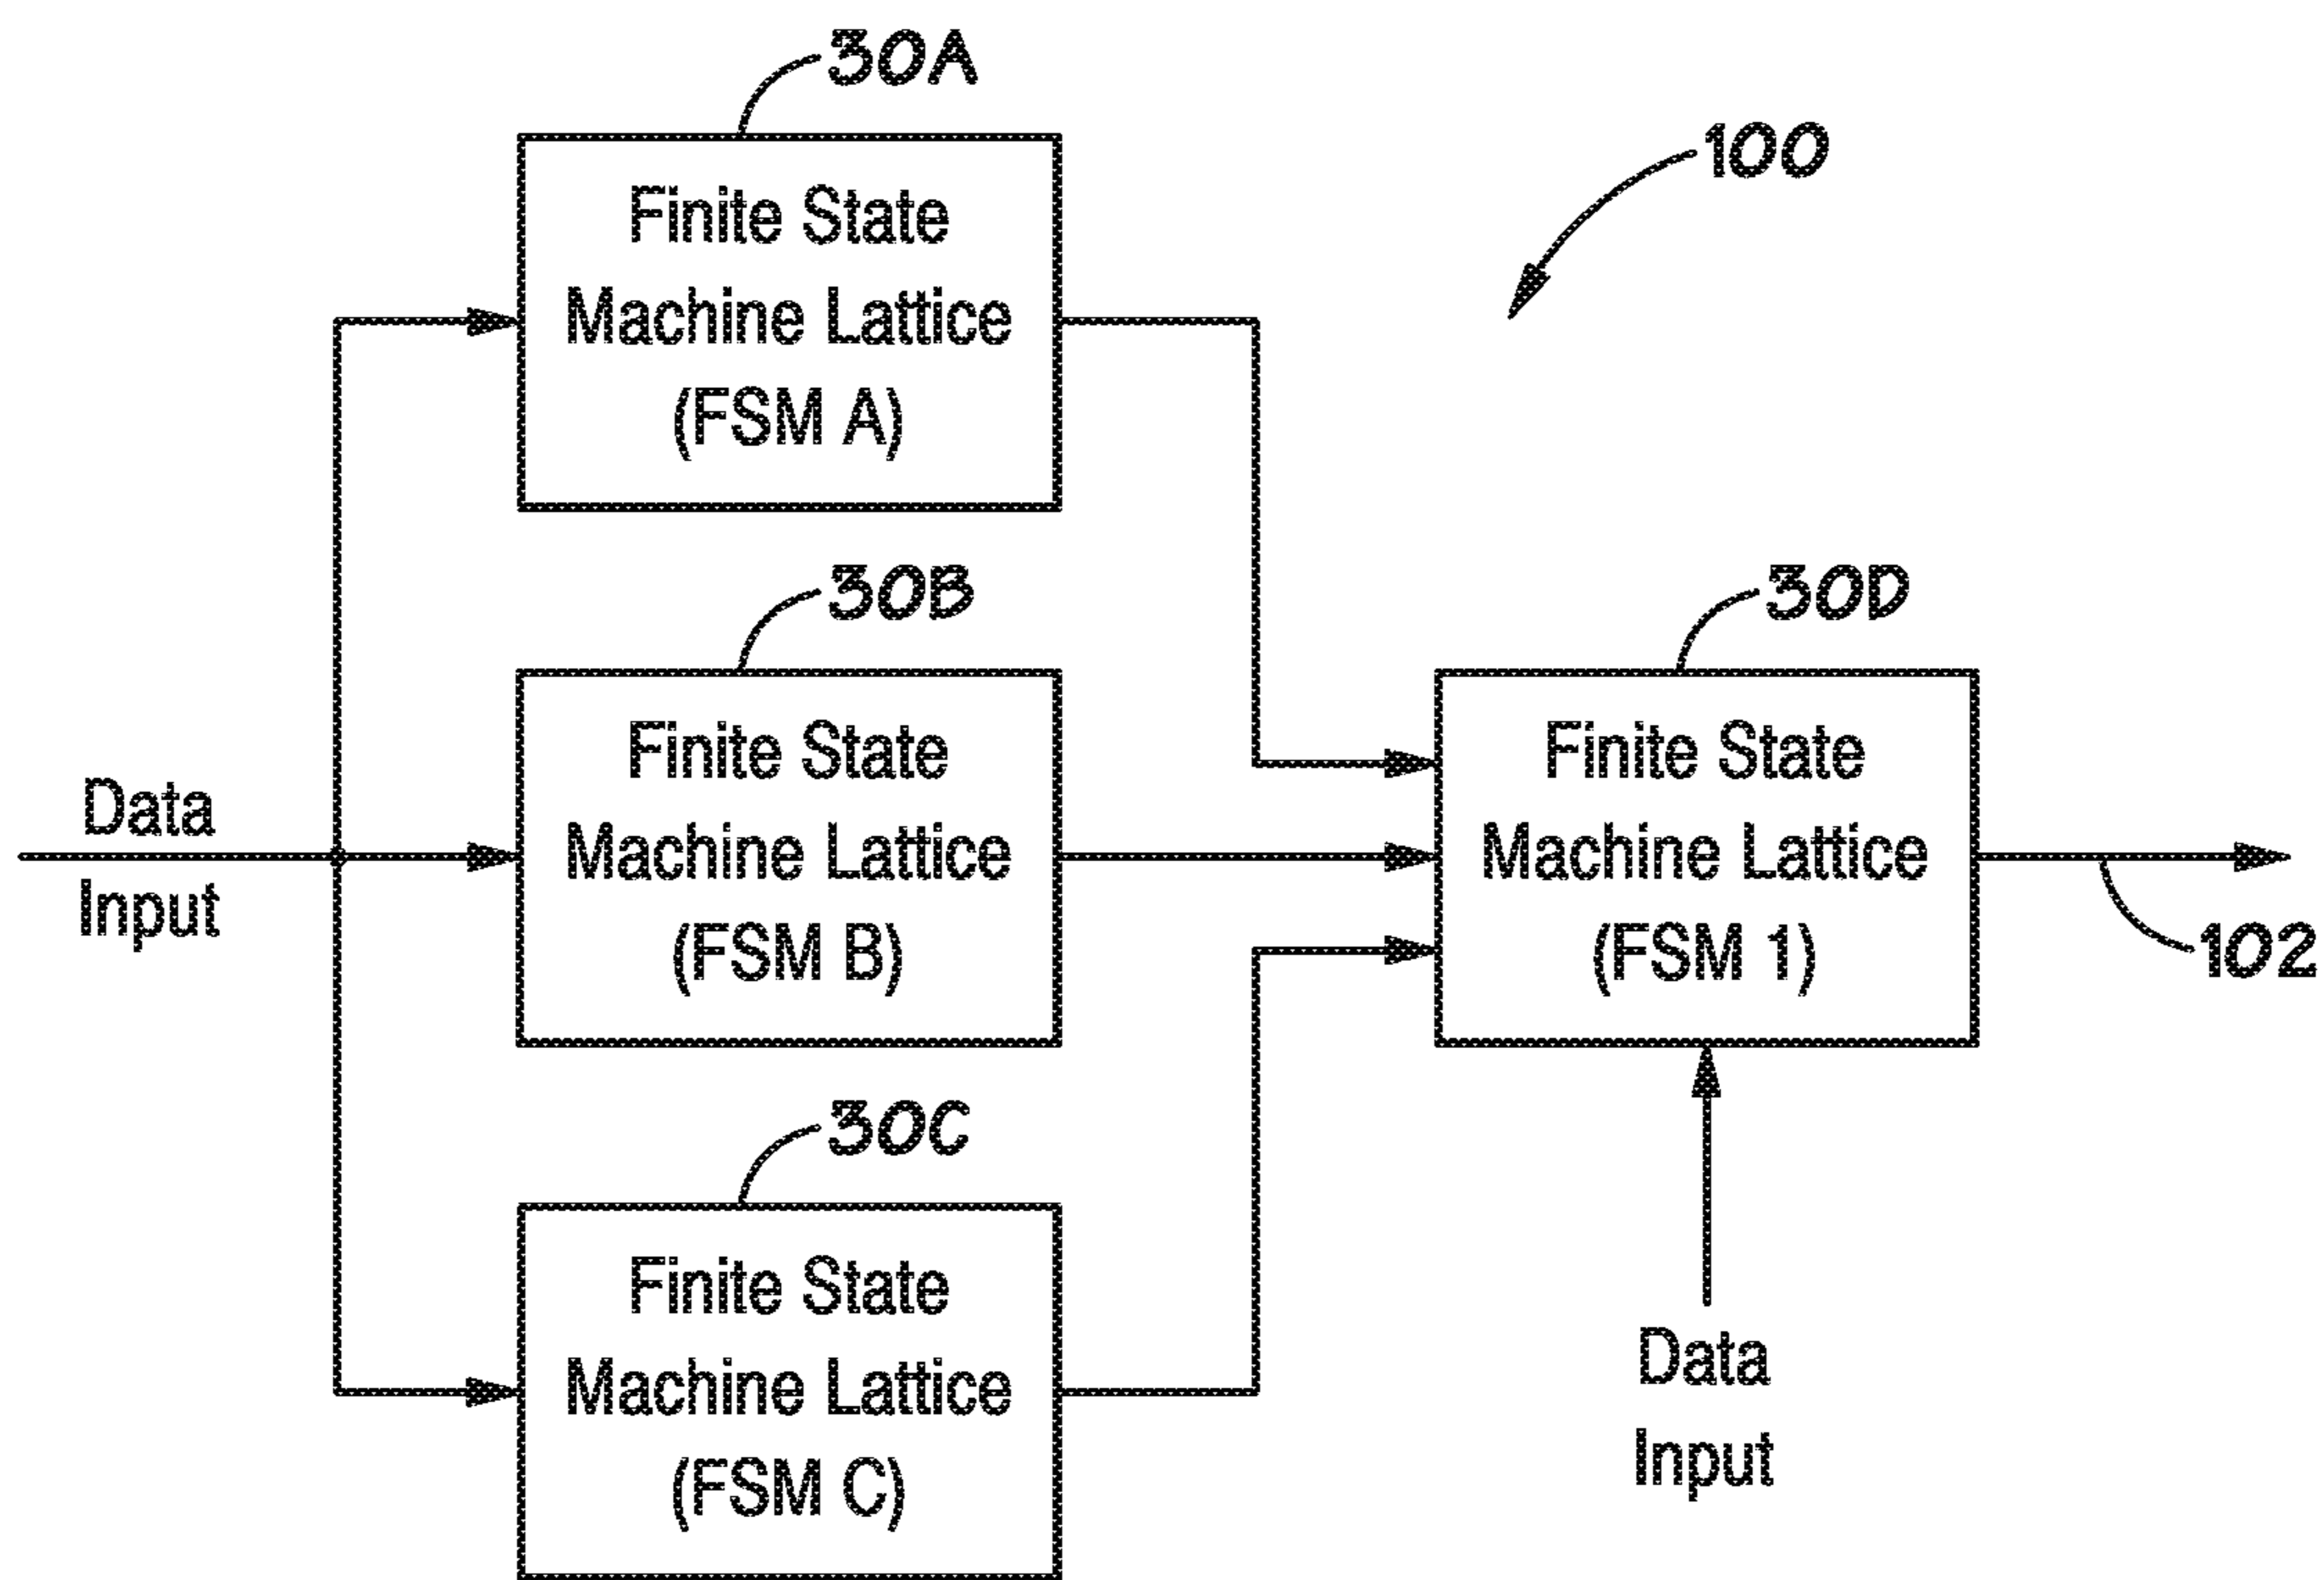 30A
100
Finite State
Machine Lattice
(FSM A)
30B
30D
Finite State
Machine Lattice
(FSM B)
Finite State
Machine Lattice
(FSM 1)
Data
Input
102
30C
Finite State
Machine Lattice
(FSM C)
Data
Input